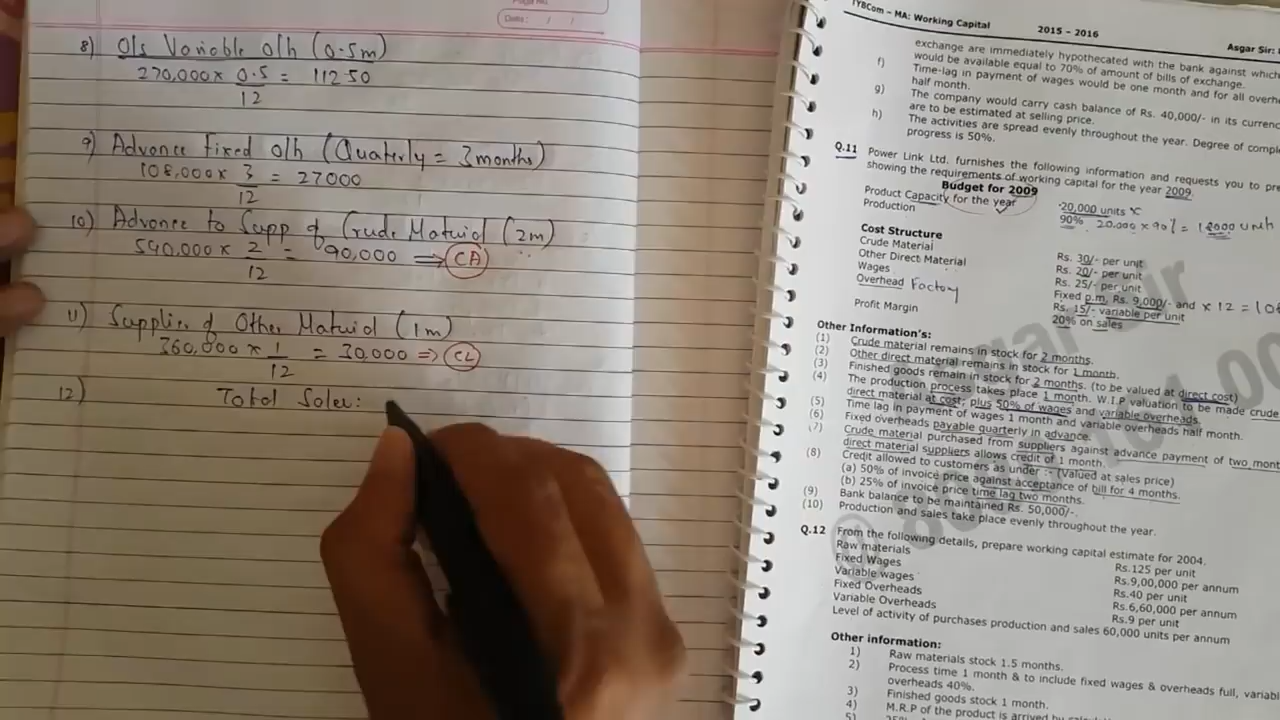 Date : / /
8) O/s Variable o/h (0.5m)
270,000 × 0.5 = 11250
12
9) Advance fixed o/h (Quaterly = 3 months)
108,000 × 3 = 27000
12
10) Advance to Supp of Crude Material (2m)
540,000 × 2 = 90,000 ⇒ CA
12
11) Supplier of Other Material (1m)
360,000 × 1 = 30,000 ⇒ CL
12
12) Total Sales:
TYBCom – MA: Working Capital 2015 – 2016 Asgar Sir:
exchange are immediately hypothecated with the bank against which
would be available equal to 70% of amount of bills of exchange.
f) Time-lag in payment of wages would be one month and for all overh
half month.
g) The company would carry cash balance of Rs. 40,000/- in its currenc
are to be estimated at selling price.
h) The activities are spread evenly throughout the year. Degree of compl
progress is 50%.
Q.11 Power Link Ltd. furnishes the following information and requests you to pre
showing the requirements of working capital for the year 2009.
Budget for 2009
Product Capacity for the year 20,000 units
Production 90% 20,000 × 90% = 18000 units
Cost Structure
Crude Material Rs. 30/- per unit
Other Direct Material Rs. 20/- per unit
Wages Rs. 25/- per unit
Overhead Factory Fixed p.m. Rs. 9,000/- and × 12 = 10
Rs. 15/- variable per unit
Profit Margin 20% on sales
Other Information's:
(1) Crude material remains in stock for 2 months.
(2) Other direct material remains in stock for 1 month.
(3) Finished goods remain in stock for 2 months. (to be valued at direct cost)
(4) The production process takes place 1 month. W.I.P valuation to be made crude
direct material at cost; plus 50% of wages and variable overheads.
(5) Time lag in payment of wages 1 month and variable overheads half month.
(6) Fixed overheads payable quarterly in advance.
(7) Crude material purchased from suppliers against advance payment of two mont
direct material suppliers allows credit of 1 month.
(8) Credit allowed to customers as under :- (Valued at sales price)
(a) 50% of invoice price against acceptance of bill for 4 months.
(b) 25% of invoice price time lag two months.
(9) Bank balance to be maintained Rs. 50,000/-.
(10) Production and sales take place evenly throughout the year.
Q.12 From the following details, prepare working capital estimate for 2004.
Raw materials Rs.125 per unit
Fixed Wages Rs.9,00,000 per annum
Variable wages Rs.40 per unit
Fixed Overheads Rs.6,60,000 per annum
Variable Overheads Rs.9 per unit
Level of activity of purchases production and sales 60,000 units per annum
Other information:
1) Raw materials stock 1.5 months.
2) Process time 1 month & to include fixed wages & overheads full, variabl
overheads 40%.
3) Finished goods stock 1 month.
4) M.R.P of the product is arrived by
5)